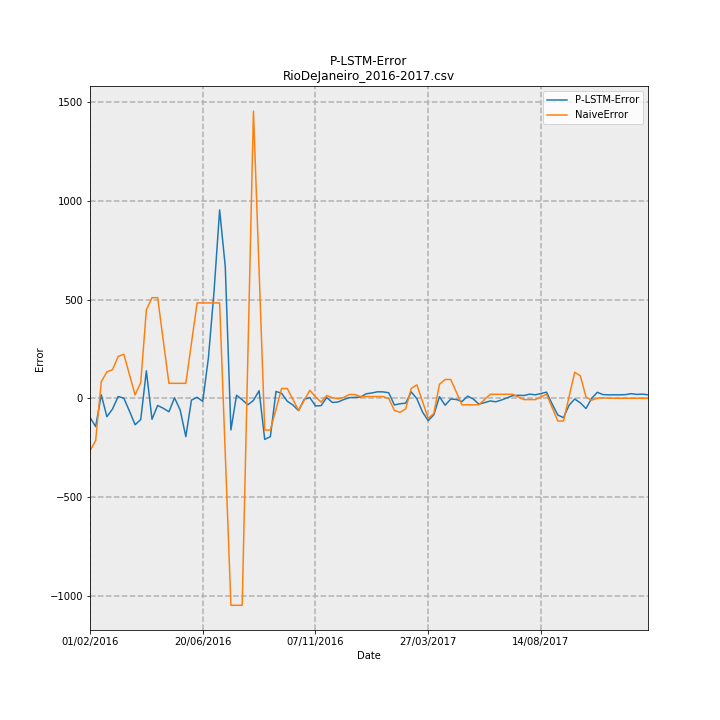 P-LSTM-Error
RioDeJaneiro_2016-2017.csv
P-LSTM-Error
NaiveError
1500
1000
500
0
−500
−1000
Error
01/02/2016 20/06/2016 07/11/2016 27/03/2017 14/08/2017
Date